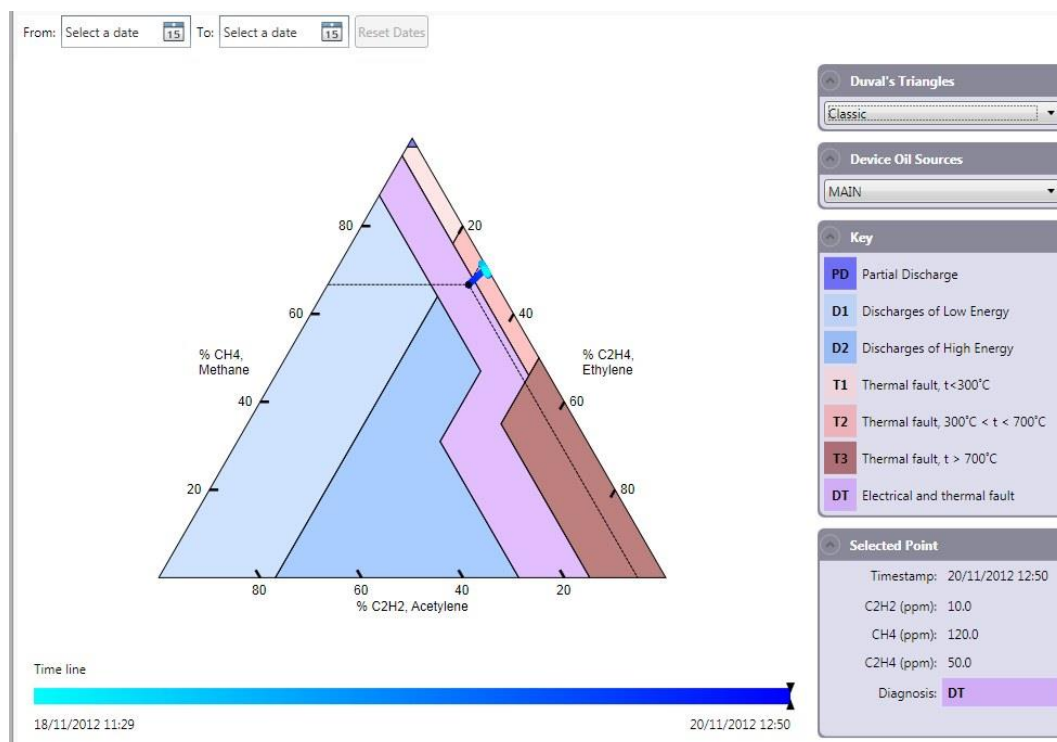 From: Select a date 15 To: Select a date 15 Reset Dates
Duval's Triangles
Classic
Device Oil Sources
MAIN
Key
PD Partial Discharge
D1 Discharges of Low Energy
D2 Discharges of High Energy
T1 Thermal fault, t<300°C
T2 Thermal fault, 300°C < t < 700°C
T3 Thermal fault, t > 700°C
DT Electrical and thermal fault
Selected Point
Timestamp: 20/11/2012 12:50
C2H2 (ppm): 10.0
CH4 (ppm): 120.0
C2H4 (ppm): 50.0
Diagnosis: DT
80 20
60 40
% CH4,
Methane
% C2H4,
Ethylene
40 60
20 80
80 60 40 20
% C2H2, Acetylene
Time line
18/11/2012 11:29 20/11/2012 12:50